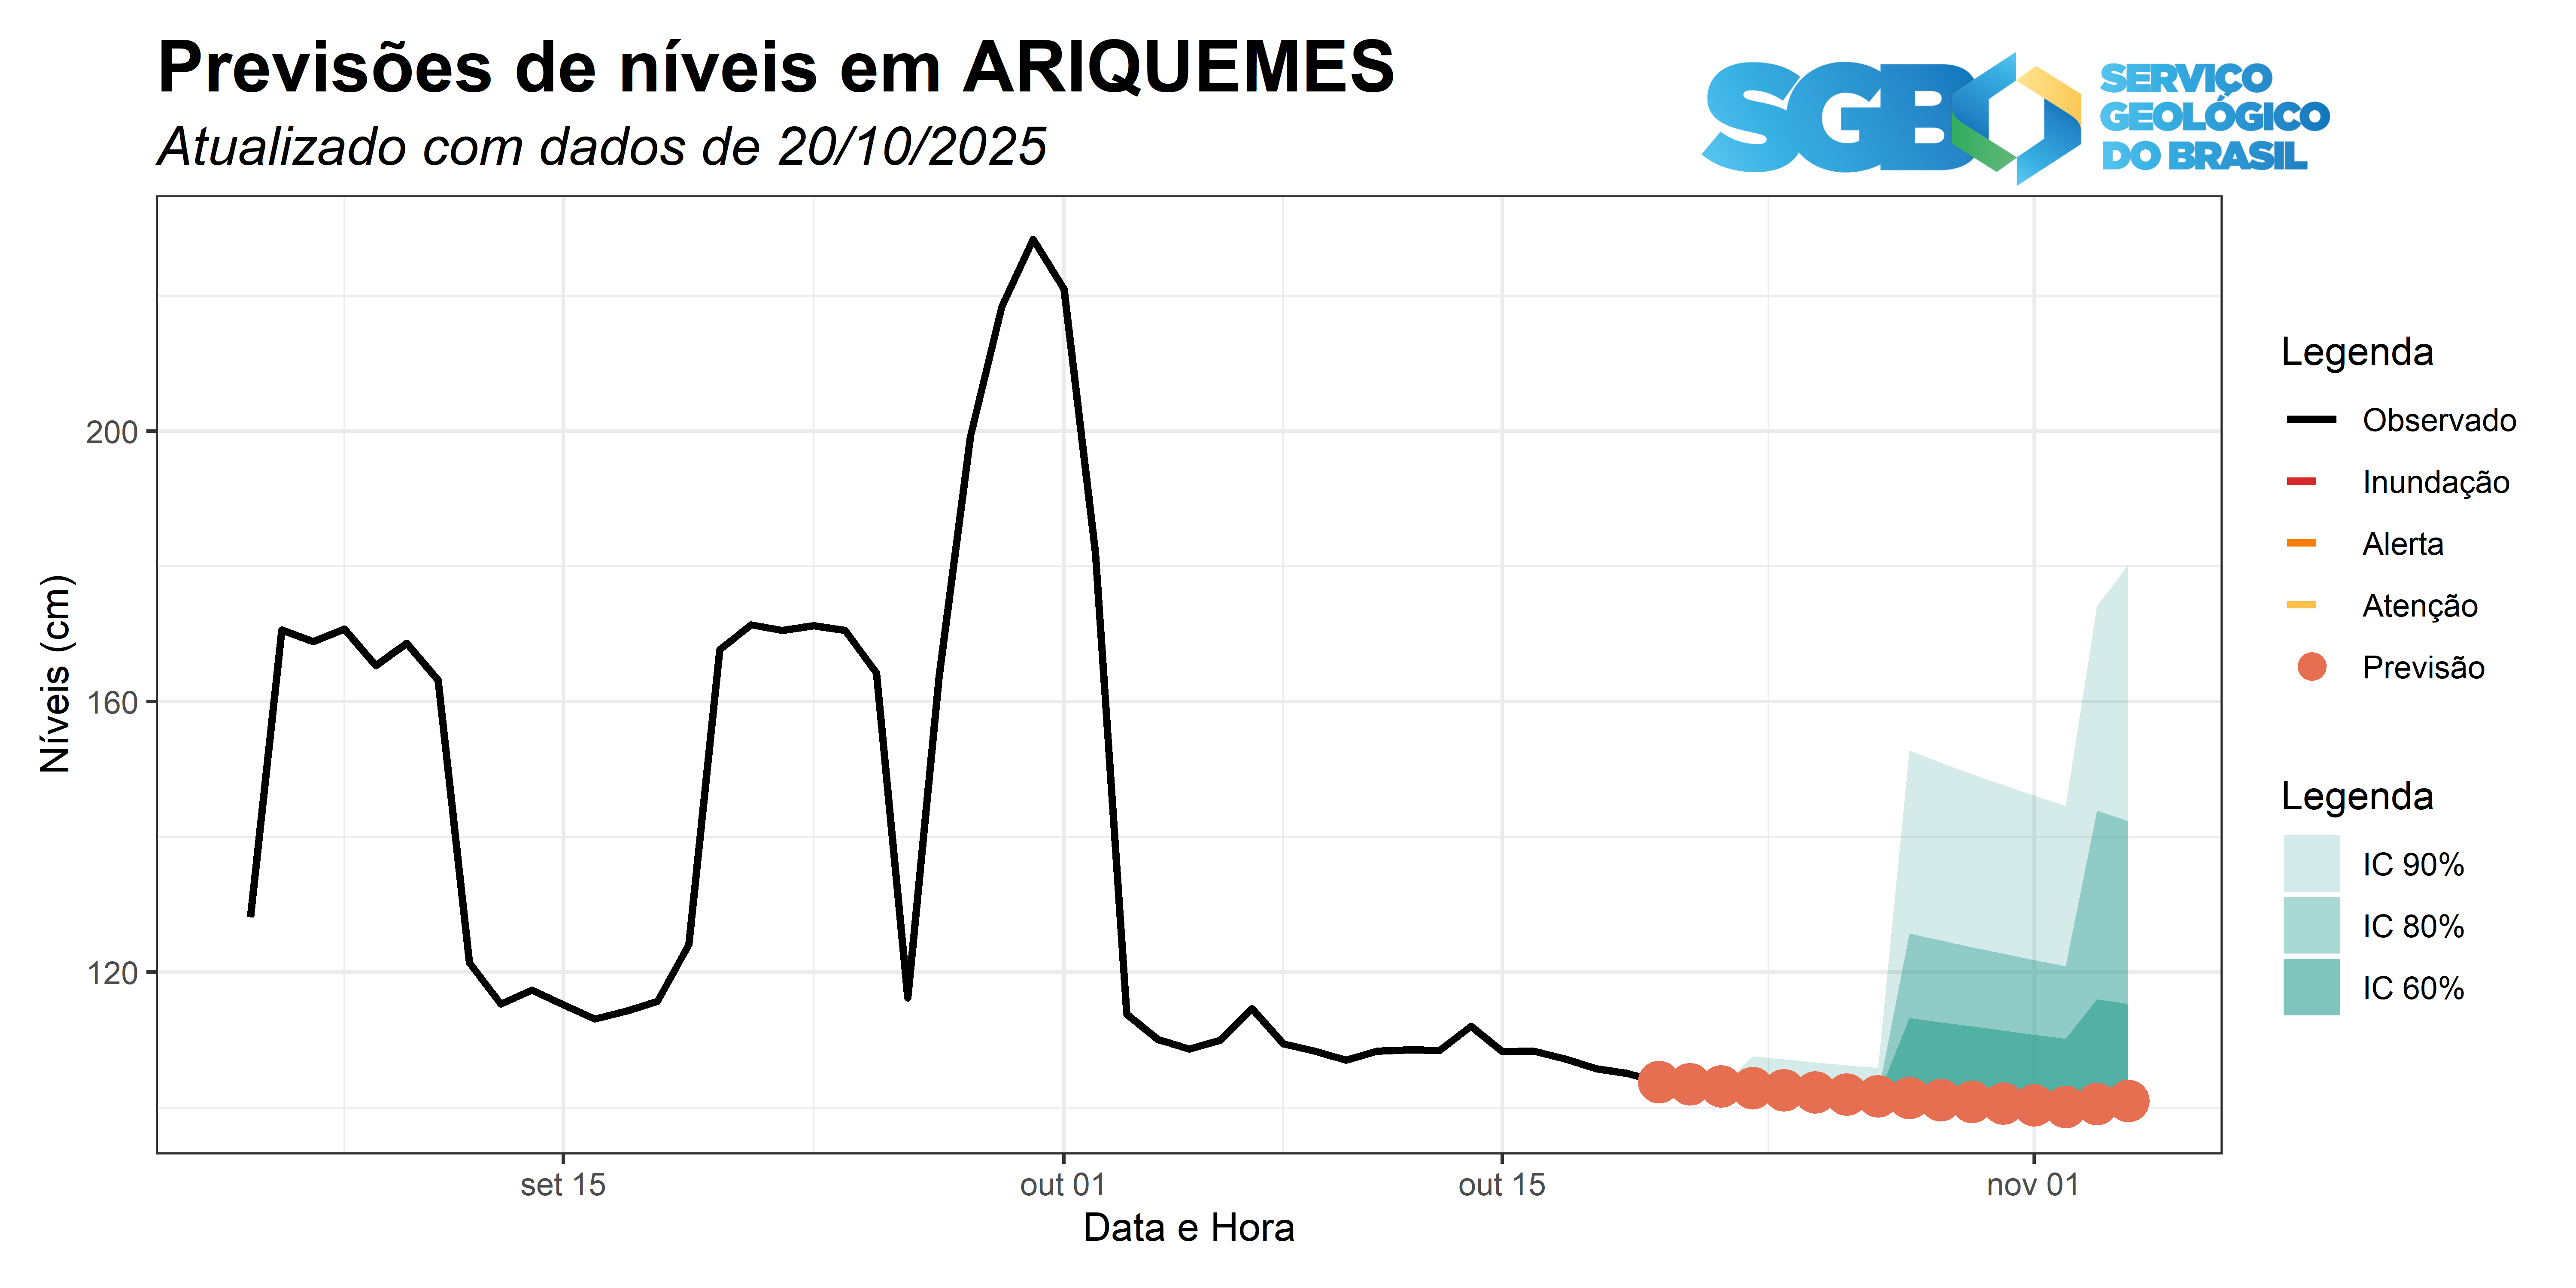 Previsões de níveis em ARIQUEMES
Atualizado com dados de 20/10/2025
SGB
SERVIÇO
GEOLÓGICO
DO BRASIL
Níveis (cm)
200
160
120
set 15
out 01
out 15
nov 01
Data e Hora
Legenda
Observado
Inundação
Alerta
Atenção
Previsão
Legenda
IC 90%
IC 80%
IC 60%